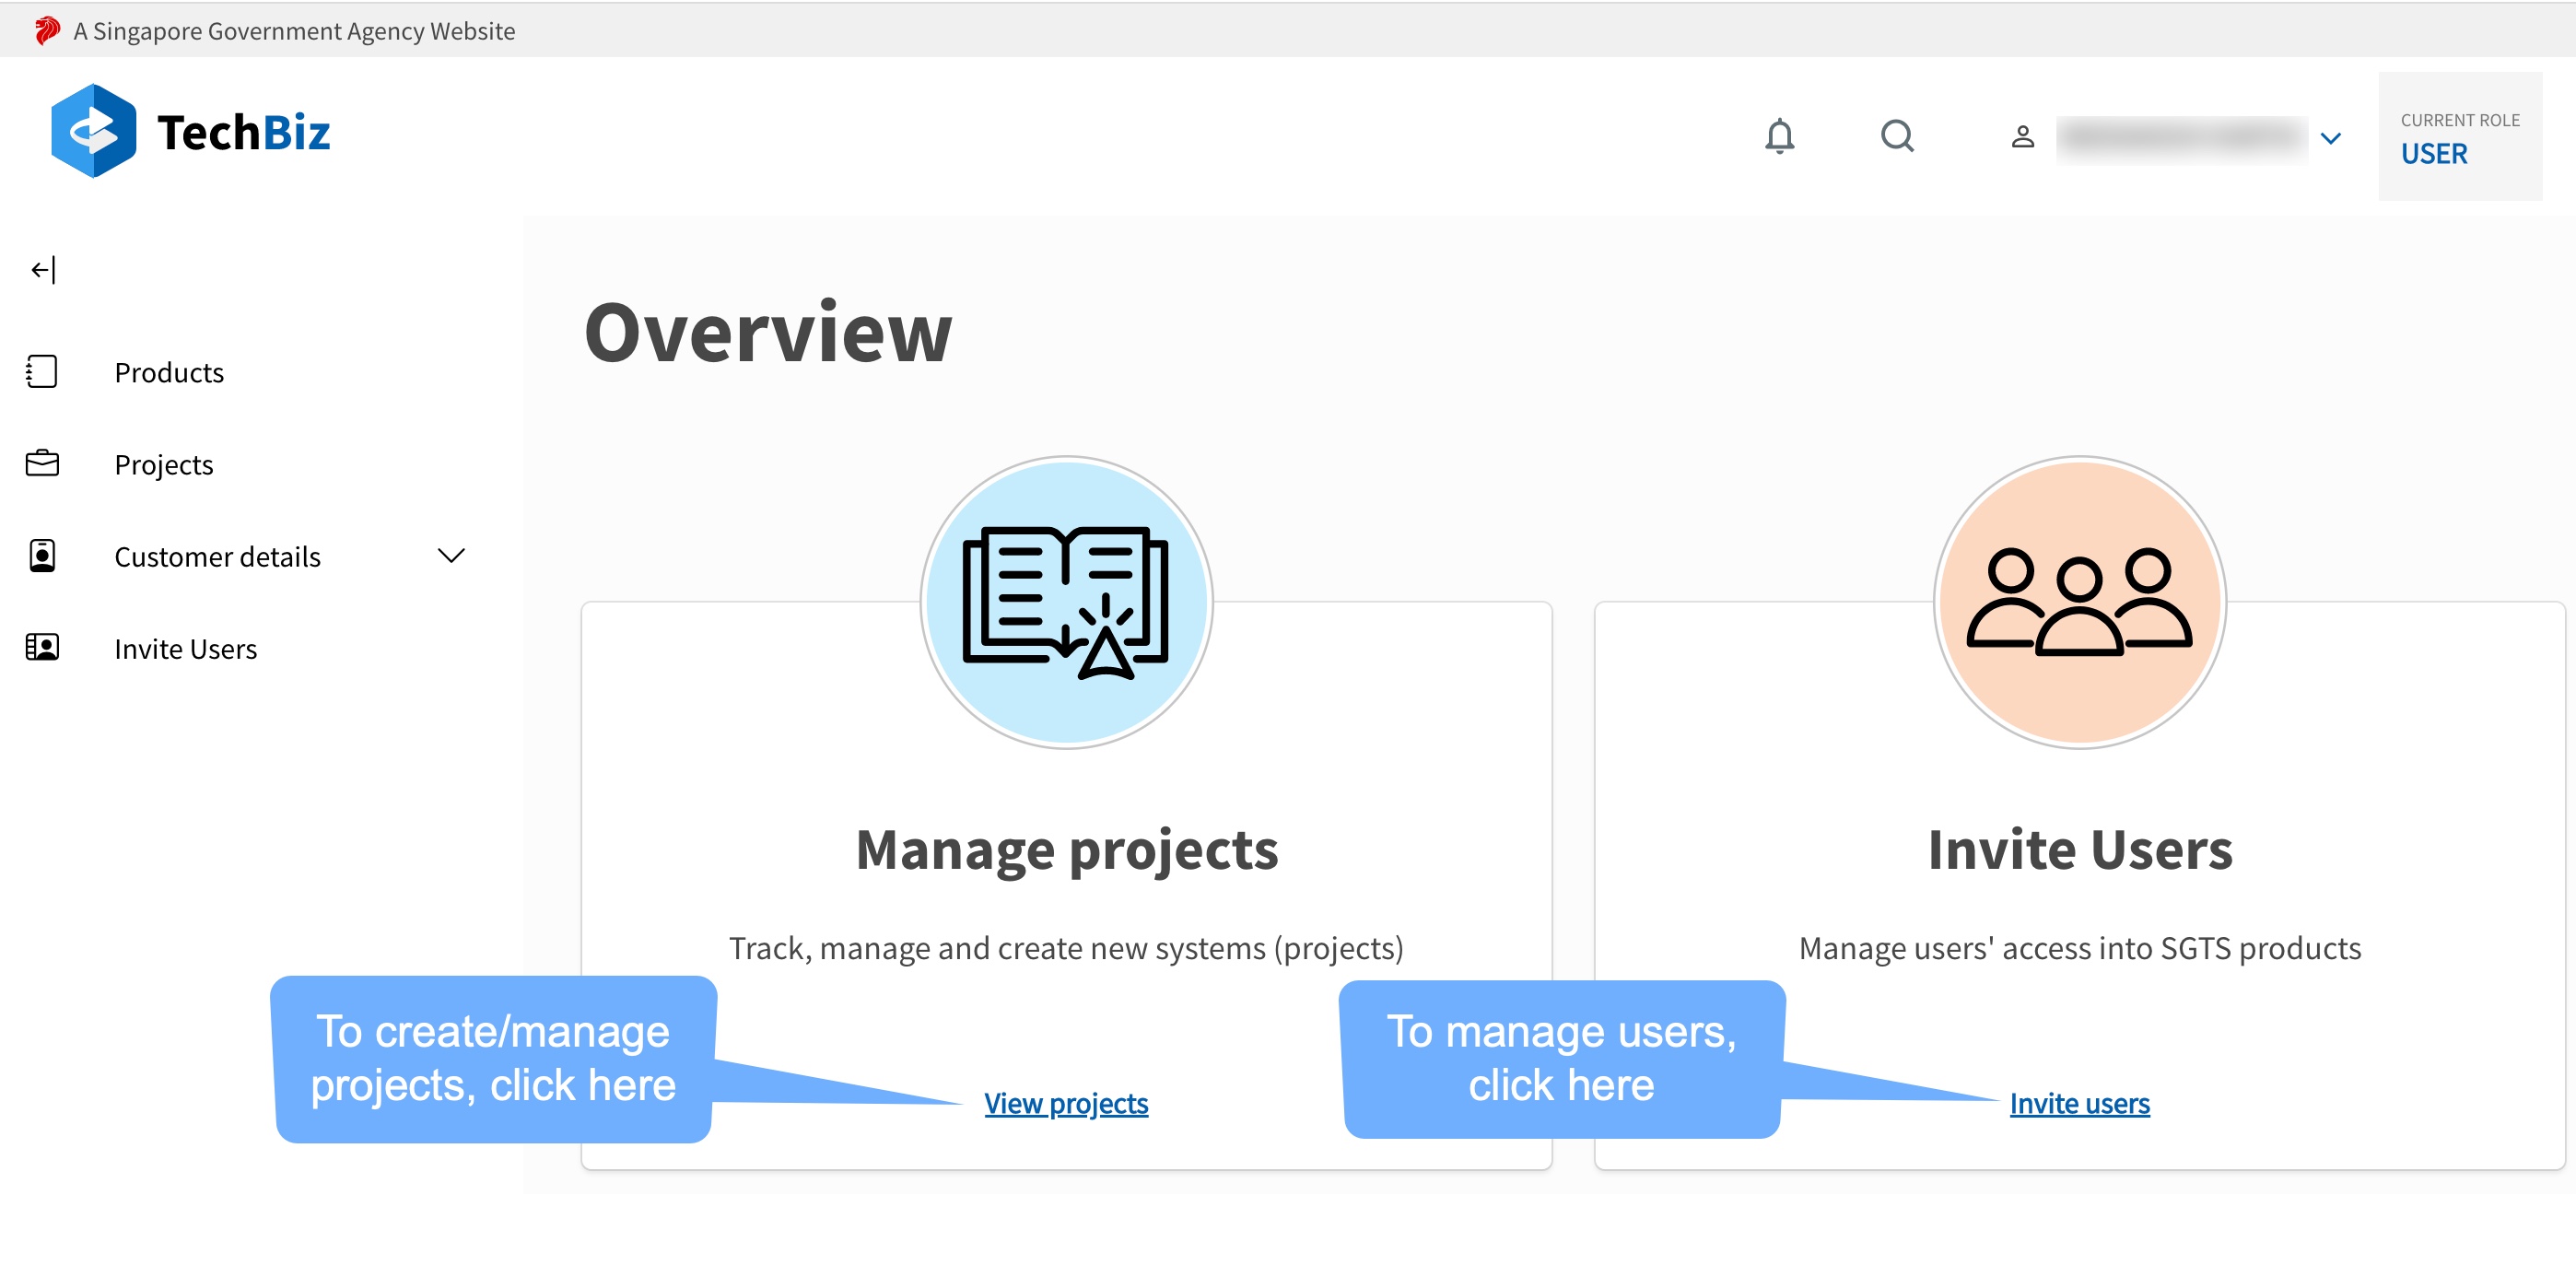 A Singapore Government Agency Website
TechBiz
CURRENT ROLE
USER
Products
Projects
Customer details
Invite Users
Overview
Manage projects
Track, manage and create new systems (projects)
To create/manage
projects, click here
View projects
Invite Users
Manage users' access into SGTS products
To manage users,
click here
Invite users